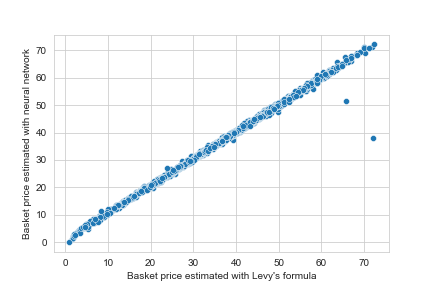 70
60
50
40
30
20
10
0
Basket price estimated with neural network
0 10 20 30 40 50 60 70
Basket price estimated with Levy's formula